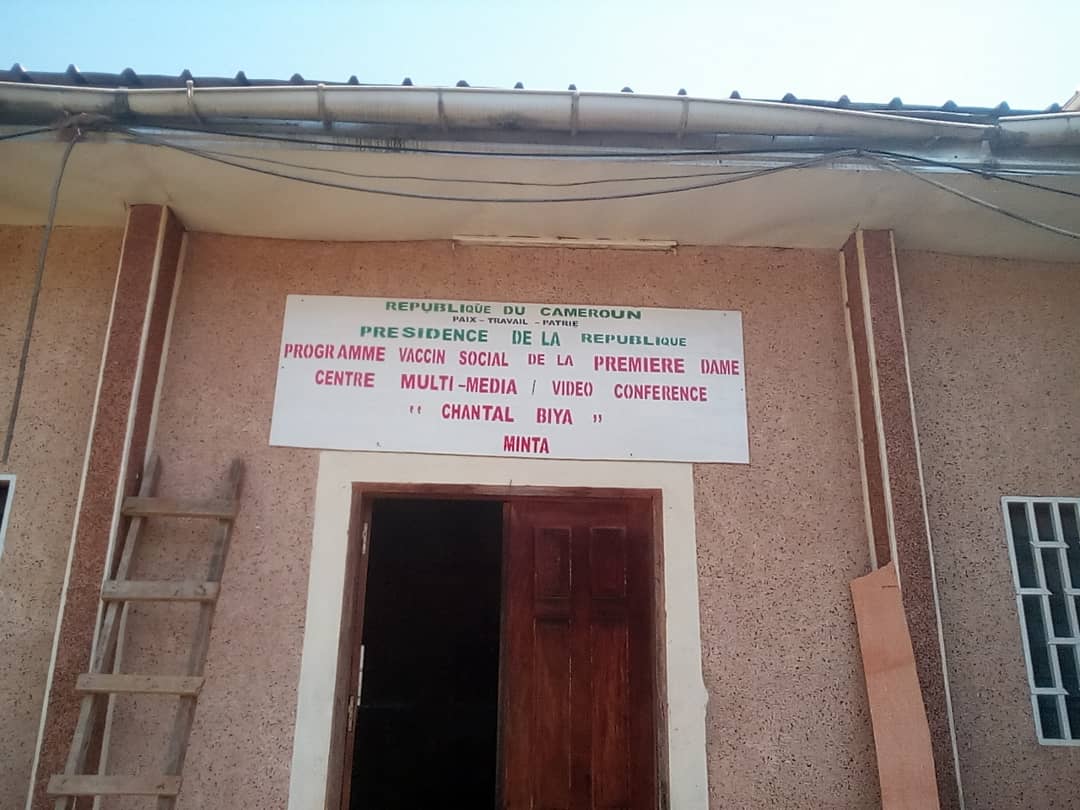 REPUBLIQUE DU CAMEROUN
PAIX - TRAVAIL - PATRIE
PRESIDENCE DE LA REPUBLIQUE
PROGRAMME VACCIN SOCIAL DE LA PREMIERE DAME
CENTRE MULTI-MEDIA / VIDEO CONFERENCE
" CHANTAL BIYA "
MINTA